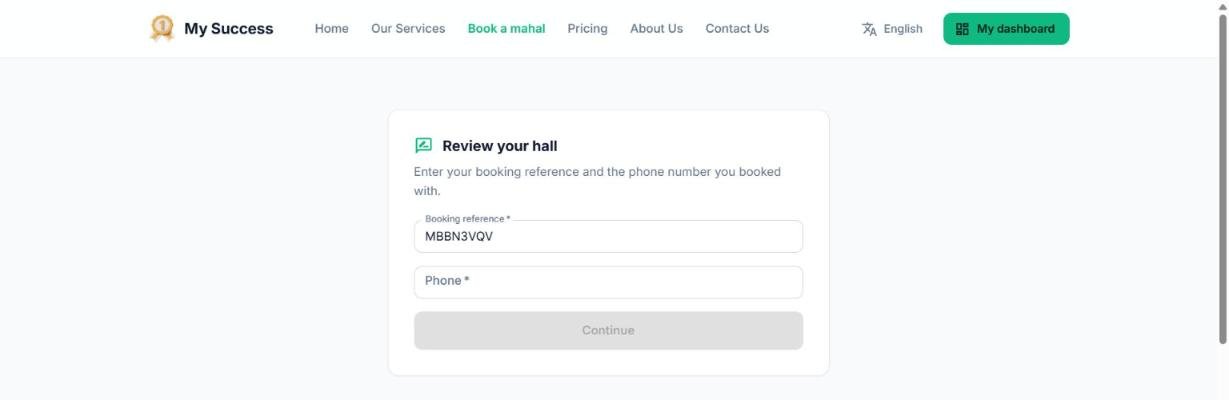 My Success
Home
Our Services
Book a mahal
Pricing
About Us
Contact Us
English
My dashboard
Review your hall
Enter your booking reference and the phone number you booked
with.
Booking reference *
MBBN3VQV
Phone *
Continue